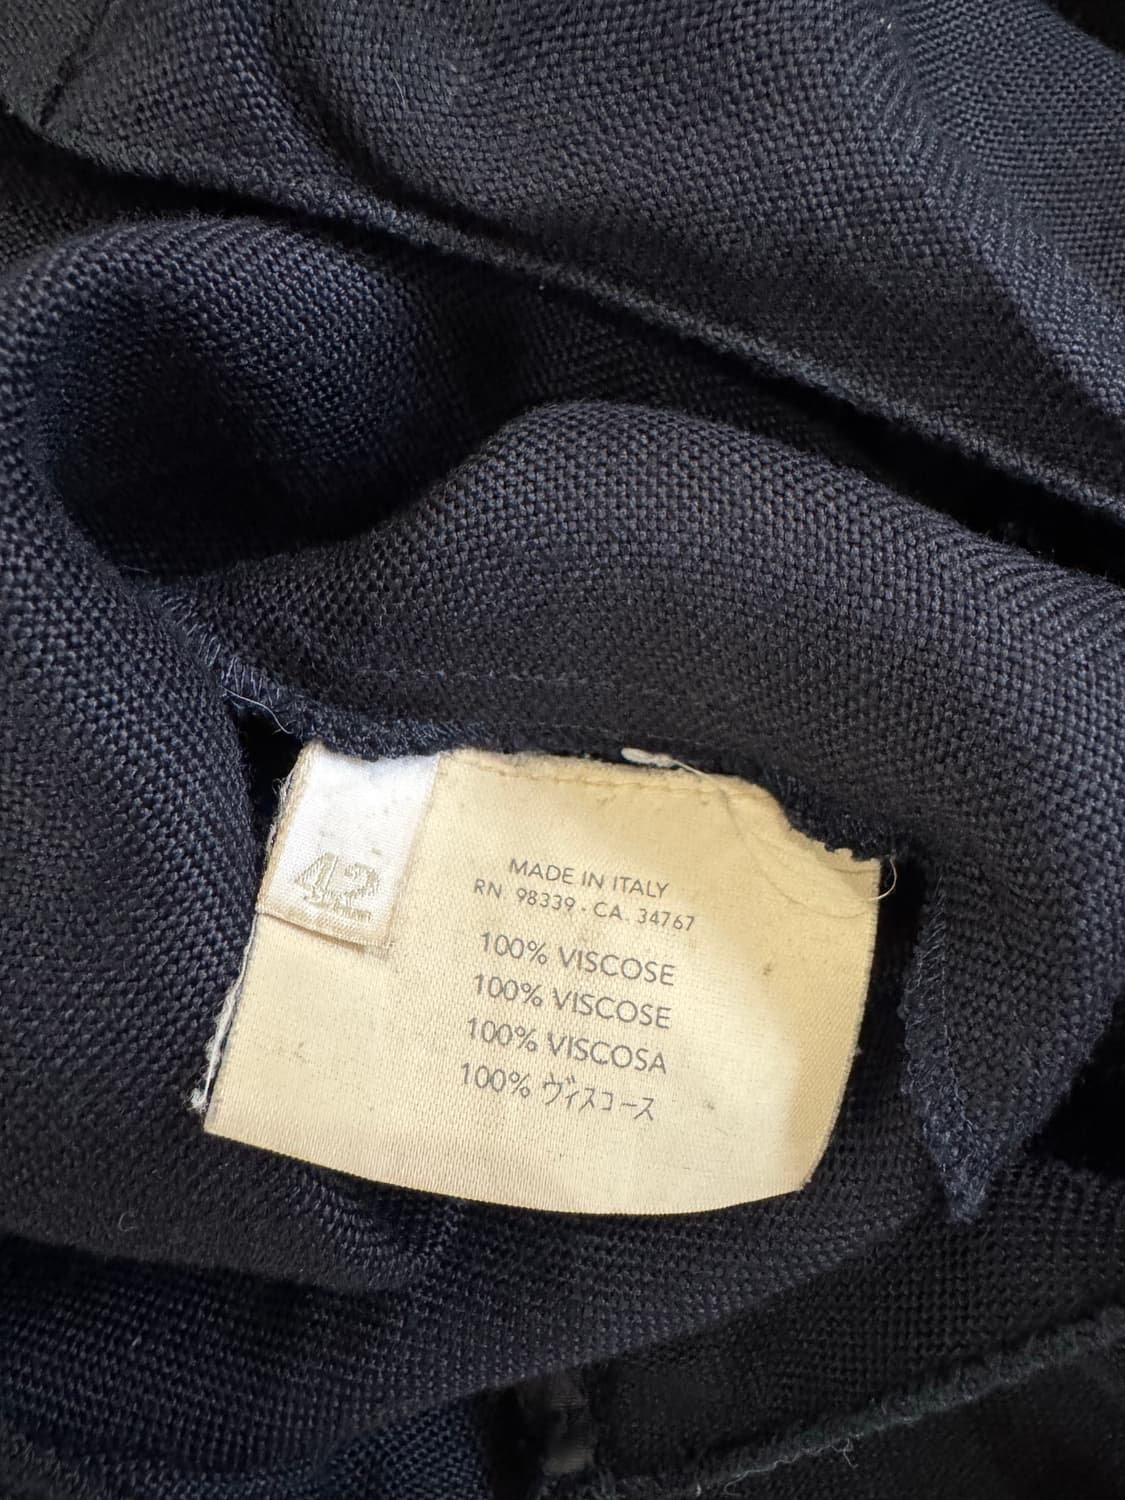 42
MADE IN ITALY
RN. 98339 · CA. 34767
100% VISCOSE
100% VISCOSE
100% VISCOSA
100% ヴィスコース